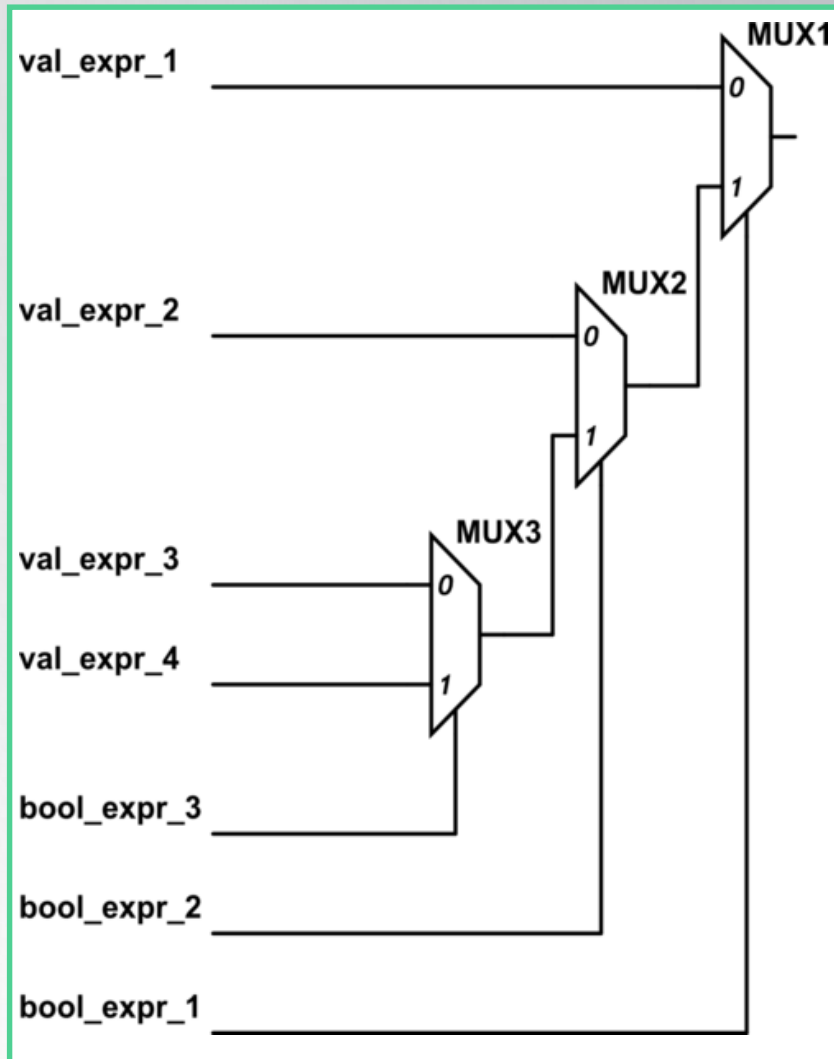 MUX1
val_expr_1
0
1
MUX2
val_expr_2
0
1
MUX3
val_expr_3
0
val_expr_4
1
bool_expr_3
bool_expr_2
bool_expr_1